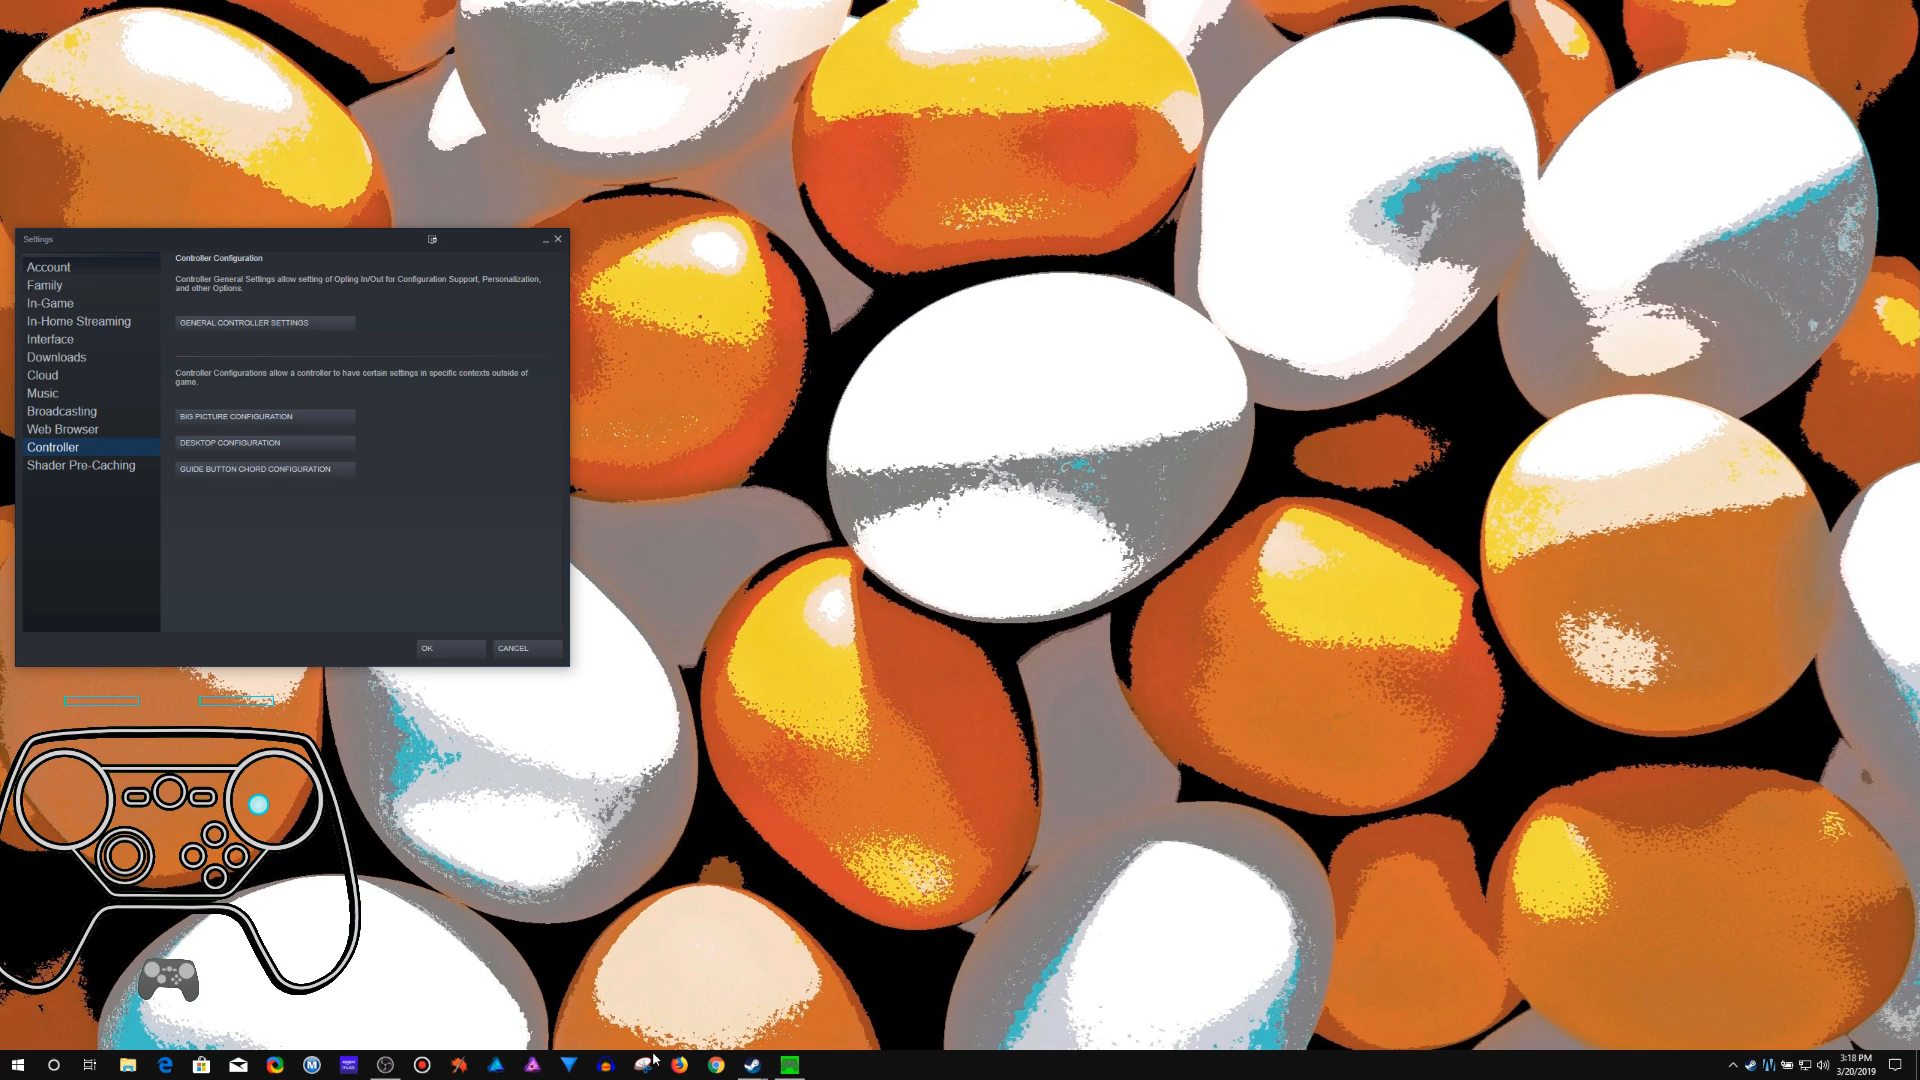 Settings
Account
Family
In-Game
In-Home Streaming
Interface
Downloads
Cloud
Music
Broadcasting
Web Browser
Controller
Shader Pre-Caching
Controller Configuration
Controller General Settings allow setting of Opting In/Out for Configuration Support, Personalization,
and other Options.
GENERAL CONTROLLER SETTINGS
Controller Configurations allow a controller to have certain settings in specific contexts outside of
game.
BIG PICTURE CONFIGURATION
DESKTOP CONFIGURATION
GUIDE BUTTON CHORD CONFIGURATION
OK
CANCEL
3:18 PM
3/20/2019